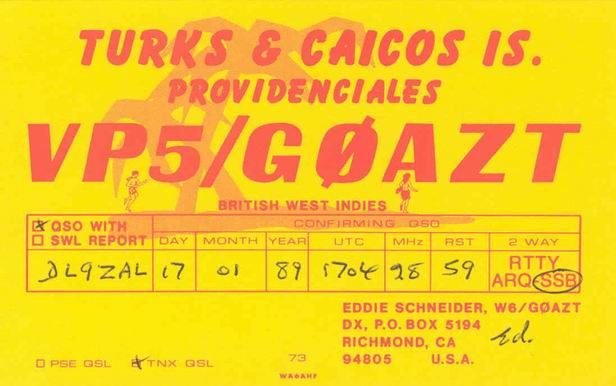 TURKS & CAICOS IS.
PROVIDENCIALES
VP5/GØAZT
BRITISH WEST INDIES
☒ QSO WITH CONFIRMING QSO
☐ SWL REPORT DAY MONTH YEAR UTC MHz RST 2 WAY
DL9ZAL 17 01 89 1704 28 59 RTTY
ARQ-SSB
EDDIE SCHNEIDER, W6/GØAZT
DX, P.O. BOX 5194
RICHMOND, CA Ed.
☐ PSE QSL ☒ TNX QSL 73 94805 U.S.A.
WA6AHF